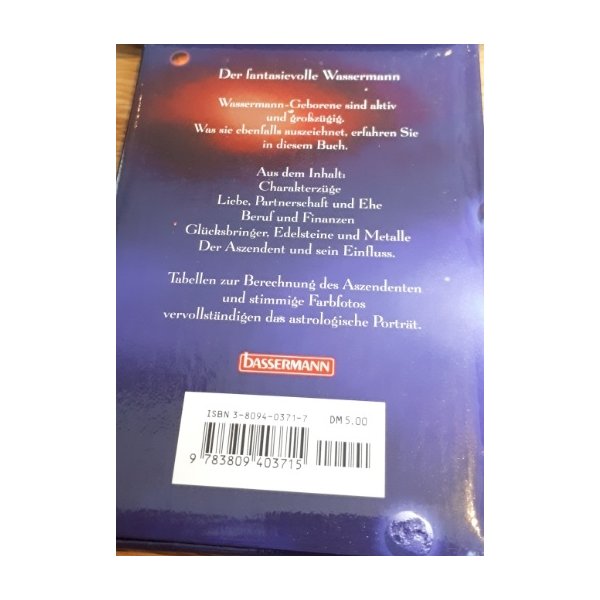 Der fantasievolle Wassermann
Wassermann-Geborene sind aktiv
und großzügig.
Was sie ebenfalls auszeichnet, erfahren Sie
in diesem Buch.
Aus dem Inhalt:
Charakterzüge
Liebe, Partnerschaft und Ehe
Beruf und Finanzen
Glücksbringer, Edelsteine und Metalle
Der Aszendent und sein Einfluss.
Tabellen zur Berechnung des Aszendenten
und stimmige Farbfotos
vervollständigen das astrologische Porträt.
bassermann
ISBN 3-8094-0371-7 DM 5.00
9 783809 403715